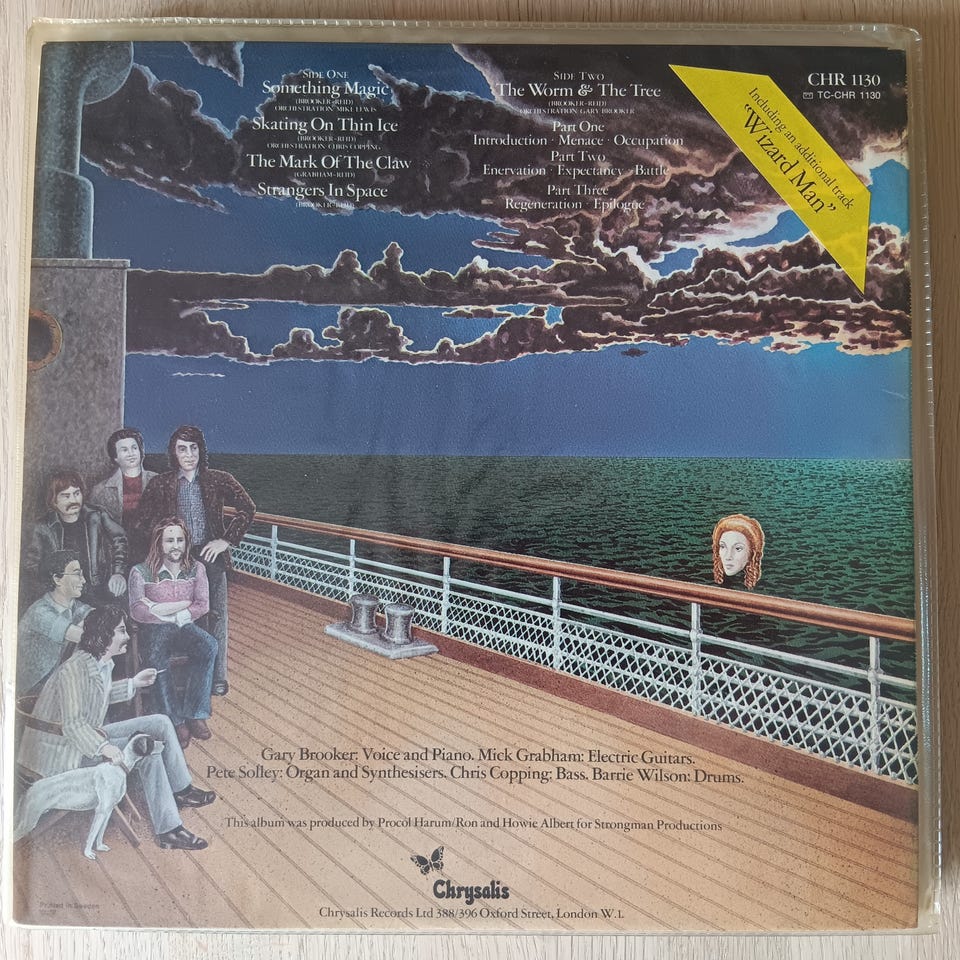 SIDE ONE
Something Magic
(BROOKER-REID)
ORCHESTRATION: MIKE LEWIS
Skating On Thin Ice
(BROOKER-REID)
ORCHESTRATION: CHRIS COPPING
The Mark Of The Claw
(GRABHAM-REID)
Strangers In Space
(BROOKER-REID)
SIDE TWO
The Worm & The Tree
(BROOKER-REID)
ORCHESTRATION: GARY BROOKER
Part One
Introduction · Menace · Occupation
Part Two
Enervation · Expectancy · Battle
Part Three
Regeneration · Epilogue
Including an additional track
"Wizard Man"
CHR 1130
TC-CHR 1130
Gary Brooker: Voice and Piano. Mick Grabham: Electric Guitars.
Pete Solley: Organ and Synthesisers. Chris Copping: Bass. Barrie Wilson: Drums.
This album was produced by Procol Harum/Ron and Howie Albert for Strongman Productions
Chrysalis
Chrysalis Records Ltd 388/396 Oxford Street, London W.1.
Printed in Sweden